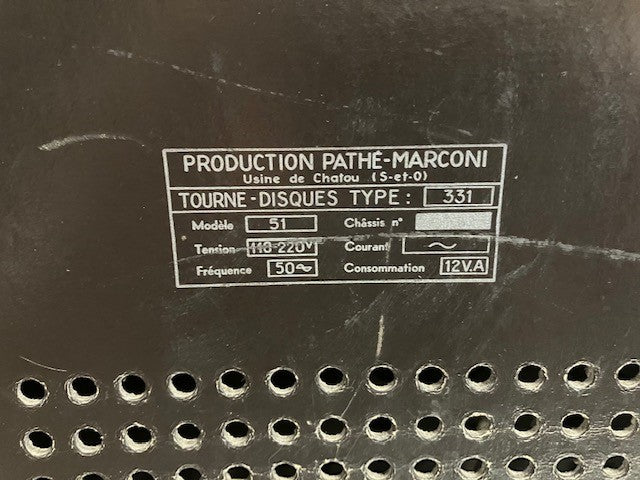 PRODUCTION PATHÉ-MARCONI
Usine de Chatou (S-et-O)
TOURNE-DISQUES TYPE: 331
Modèle 51 Châssis n°
Tension 110-220V Courant ~
Fréquence 50~ Consommation 12V.A